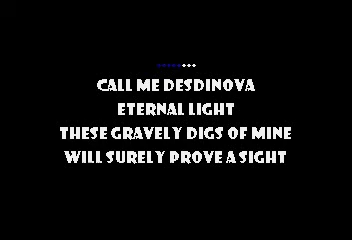 CALL ME DESDINOVA
ETERNAL LIGHT
THESE GRAVELY DIGS OF MINE
WILL SURELY PROVE A SIGHT